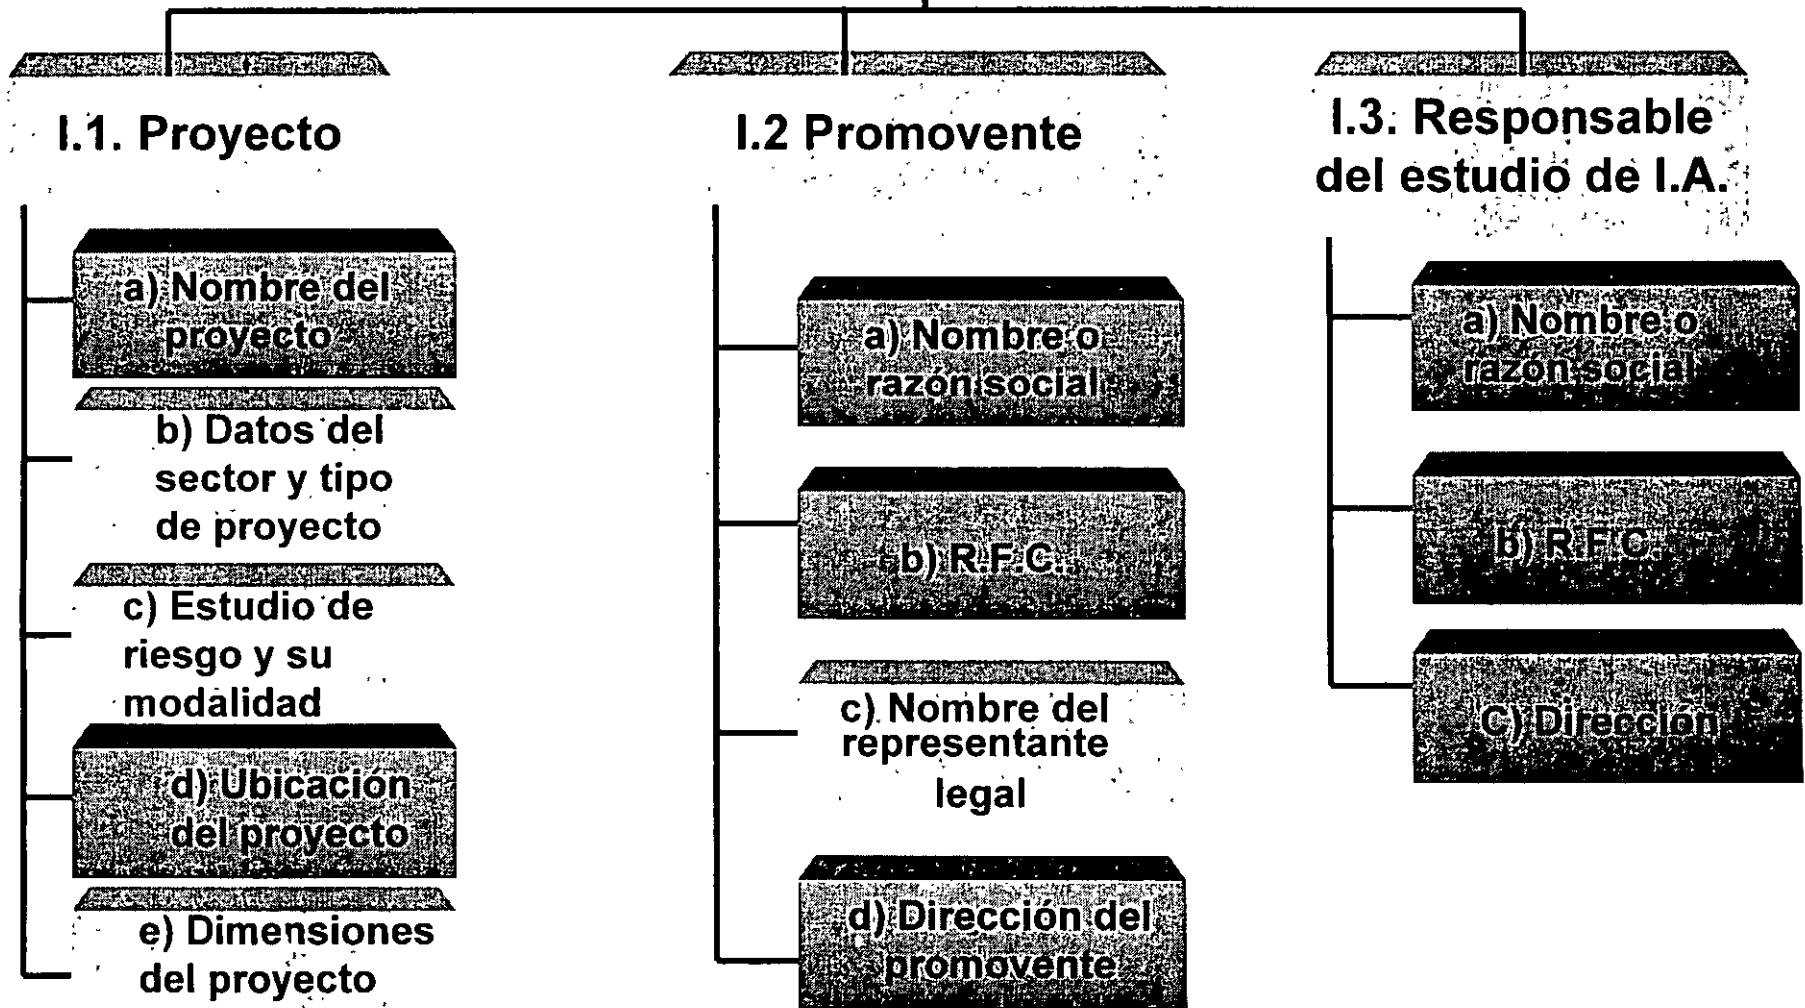 I.1. Proyecto
a) Nombre del
proyecto
b) Datos del
sector y tipo
de proyecto
c) Estudio de
riesgo y su
modalidad
d) Ubicación
del proyecto
e) Dimensiones
del proyecto
I.2 Promovente
a) Nombre o
razón social
b) R.F.C.
c) Nombre del
representante
legal
d) Dirección del
promovente
I.3. Responsable
del estudio de I.A.
a) Nombre o
razón social
b) R.F.C.
C) Dirección